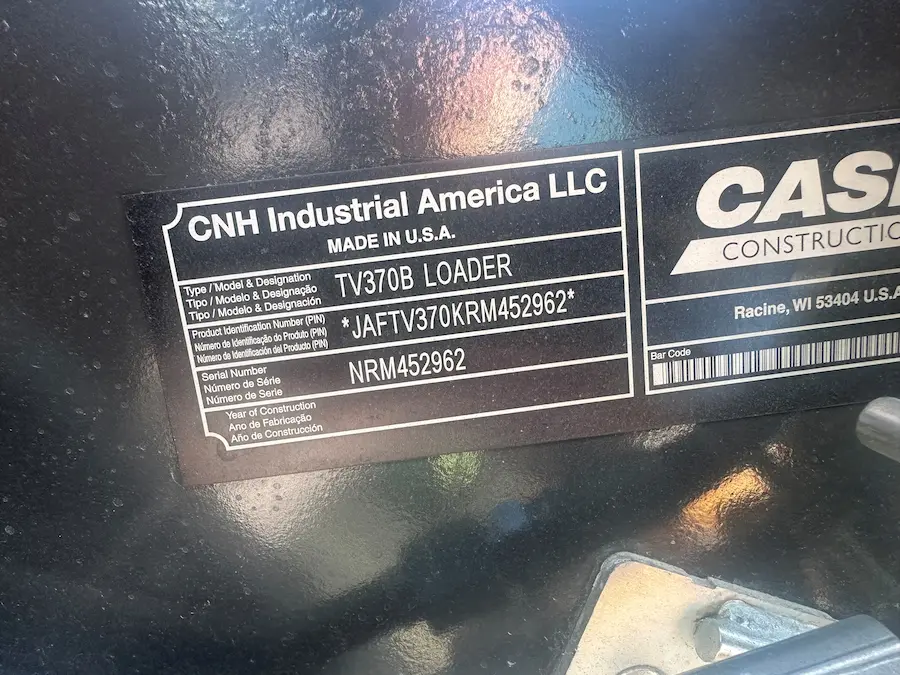 CNH Industrial America LLC
MADE IN U.S.A.
Type / Model & Designation
Tipo / Modelo & Designação
Tipo / Modelo & Designación
TV370B LOADER
Product Identification Number (PIN)
Número de Identificação do Produto (PIN)
Número de Identificación del Producto (PIN)
*JAFTV370KRM452962*
Serial Number
Número de Série
Número de Serie
NRM452962
Year of Construction
Ano de Fabricação
Año de Construcción
CAS
CONSTRUCTIO
Racine, WI 53404 U.S.A
Bar Code